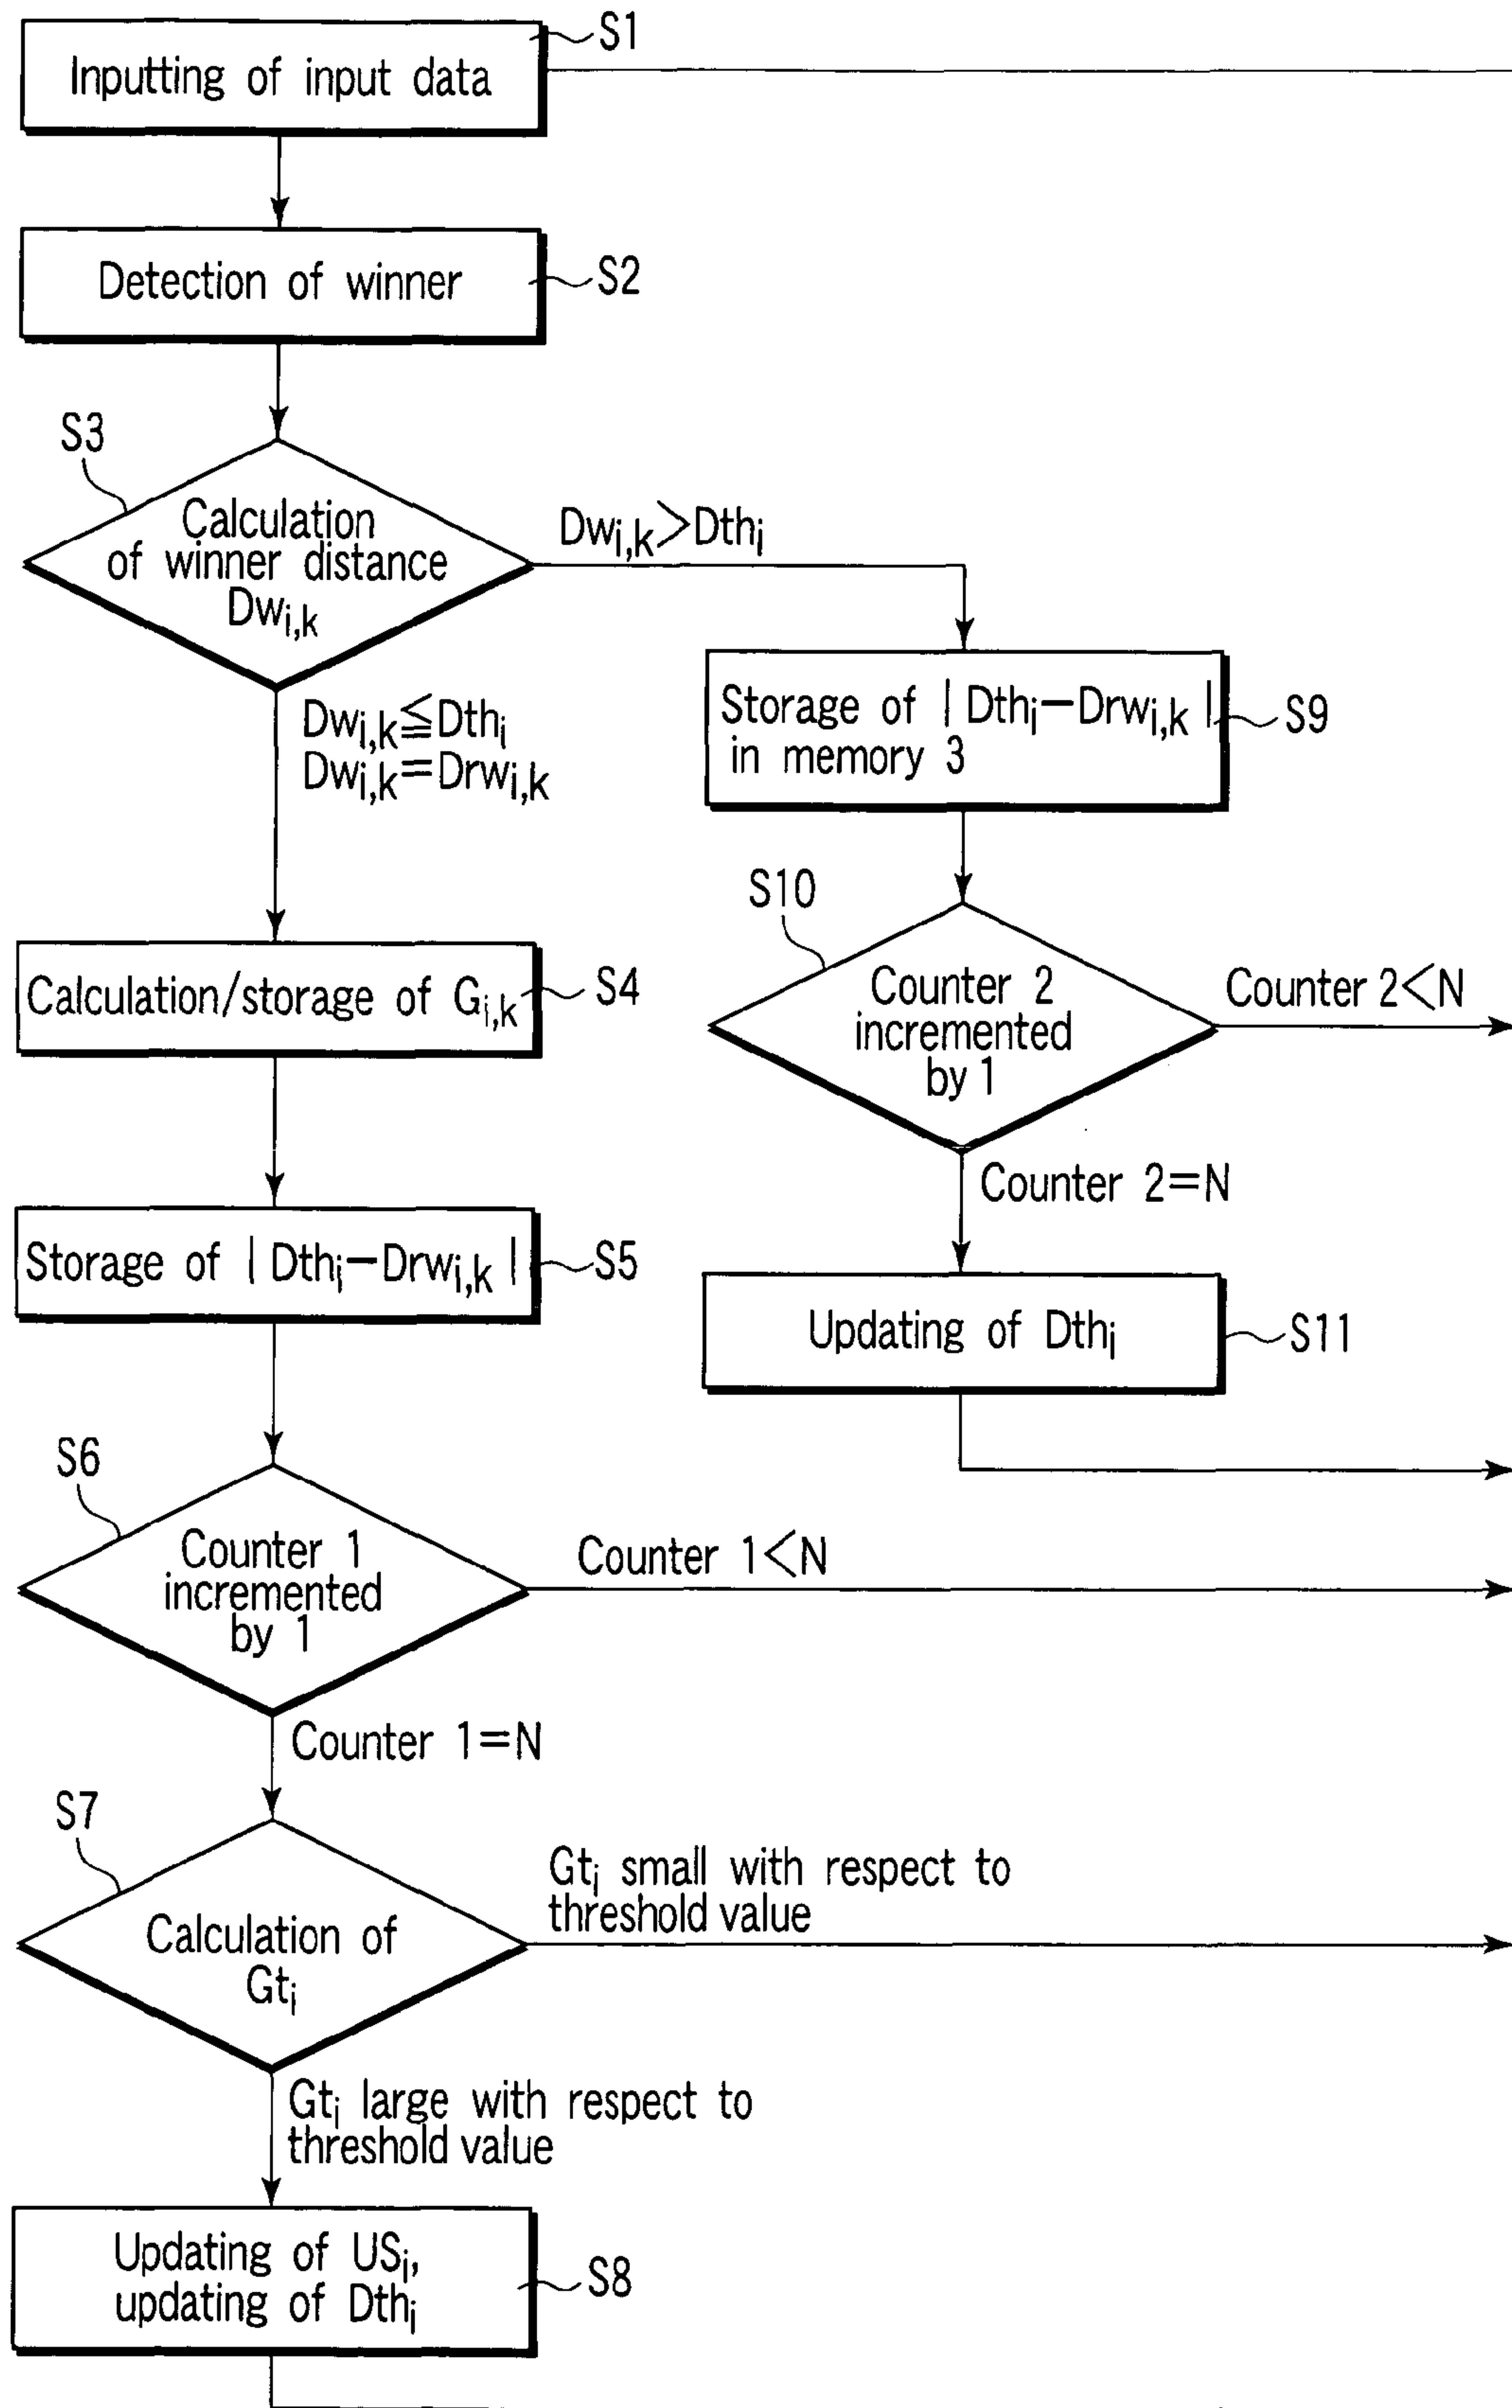 S1
Inputting of input data
Detection of winner
S2
S3
Calculation
of winner distance
Dwi,k
Dwi,k>Dthi
Dwi,k≦Dthi
Dwi,k=Drwi,k
Storage of | Dthi−Drwi,k |
in memory 3
S9
S10
Counter 2
incremented
by 1
Counter 2<N
Calculation/storage of Gi,k
S4
Counter 2=N
Storage of | Dthi−Drwi,k |
S5
Updating of Dthi
S11
S6
Counter 1
incremented
by 1
Counter 1<N
Counter 1=N
S7
Calculation of
Gti
Gti small with respect to
threshold value
Gti large with respect to
threshold value
Updating of USi,
updating of Dthi
S8